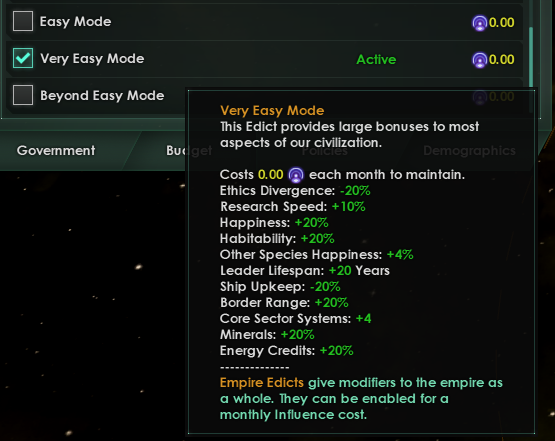 Easy Mode 0.00
Very Easy Mode Active 0.00
Beyond Easy Mode 0.00
Government Budget Policies Demographics
Very Easy Mode
This Edict provides large bonuses to most
aspects of our civilization.
Costs 0.00 each month to maintain.
Ethics Divergence: -20%
Research Speed: +10%
Happiness: +20%
Habitability: +20%
Other Species Happiness: +4%
Leader Lifespan: +20 Years
Ship Upkeep: -20%
Border Range: +20%
Core Sector Systems: +4
Minerals: +20%
Energy Credits: +20%
--------------
Empire Edicts give modifiers to the empire as
a whole. They can be enabled for a
monthly Influence cost.